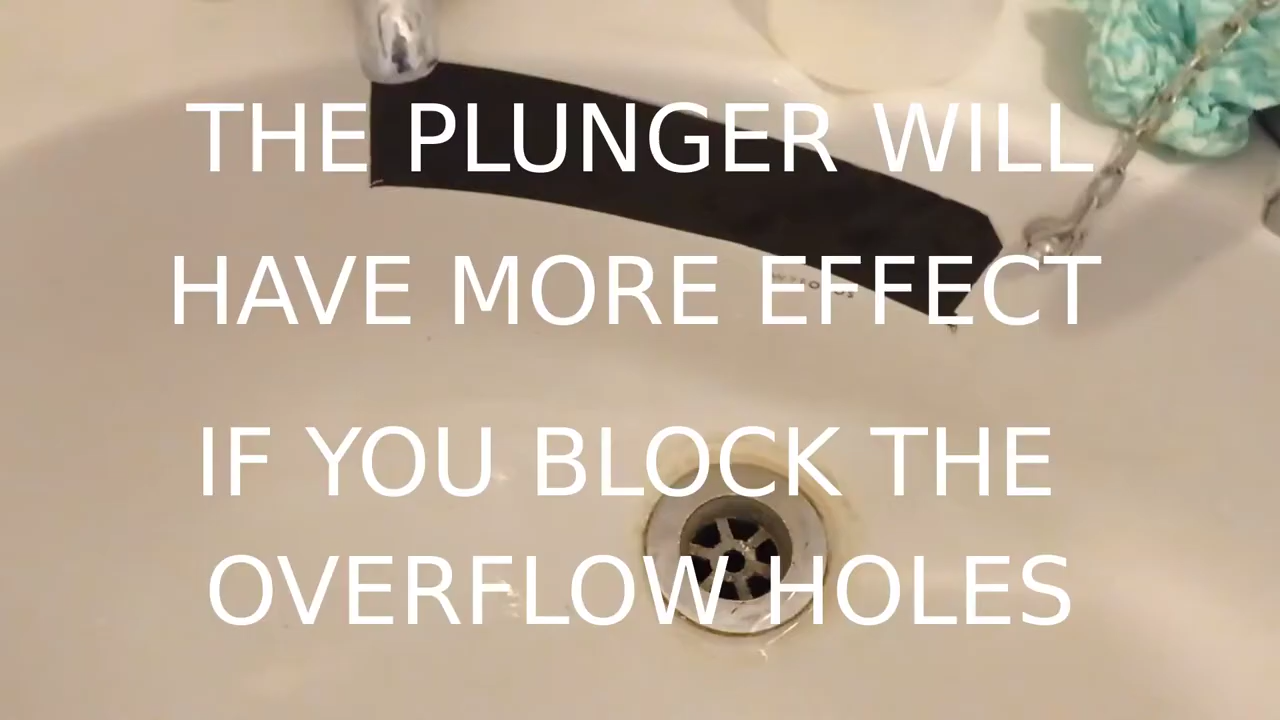 THE PLUNGER WILL
HAVE MORE EFFECT
IF YOU BLOCK THE
OVERFLOW HOLES